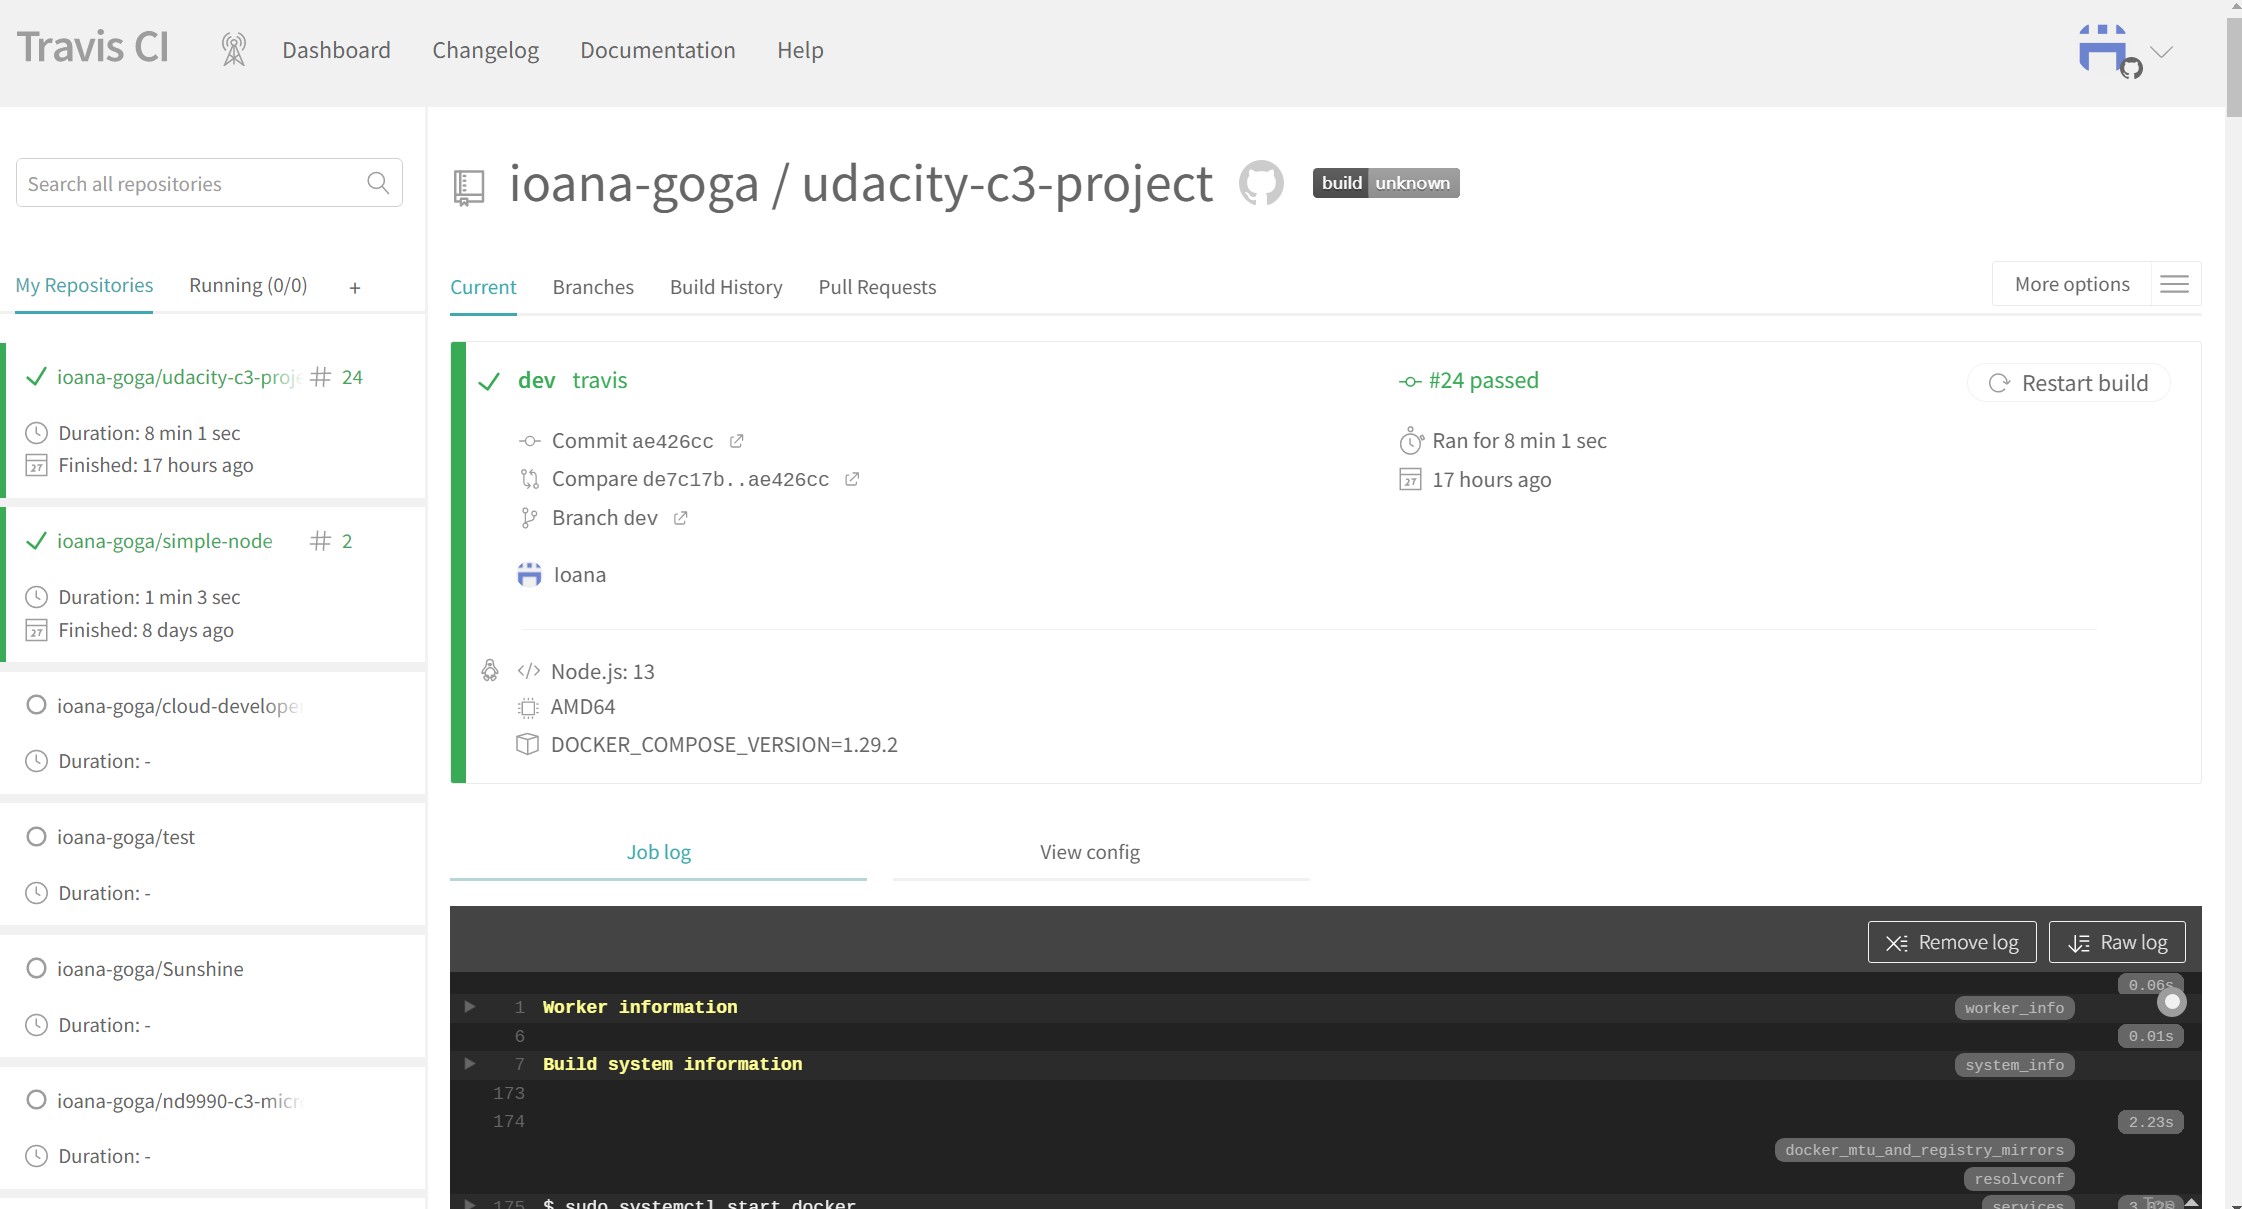 Travis CI
Dashboard
Changelog
Documentation
Help
Search all repositories
My Repositories
Running (0/0)
+
ioana-goga/udacity-c3-proje
24
Duration: 8 min 1 sec
Finished: 17 hours ago
ioana-goga/simple-node
2
Duration: 1 min 3 sec
Finished: 8 days ago
ioana-goga/cloud-developer
Duration: -
ioana-goga/test
Duration: -
ioana-goga/Sunshine
Duration: -
ioana-goga/nd9990-c3-micro
Duration: -
ioana-goga / udacity-c3-project
build unknown
Current
Branches
Build History
Pull Requests
More options
dev travis
#24 passed
Restart build
Commit ae426cc
Ran for 8 min 1 sec
Compare de7c17b..ae426cc
17 hours ago
Branch dev
Ioana
Node.js: 13
AMD64
DOCKER_COMPOSE_VERSION=1.29.2
Job log
View config
Remove log
Raw log
0.06s
1 Worker information worker_info
6 0.01s
7 Build system information system_info
173
174 2.23s
docker_mtu_and_registry_mirrors
resolvconf
175 $ sudo systemctl start docker services